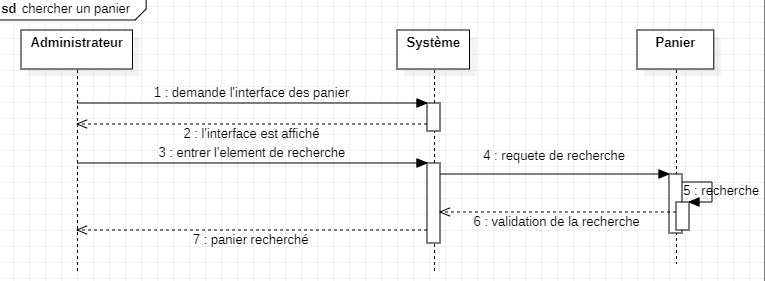 sd chercher un panier
Administrateur
Système
Panier
1 : demande l'interface des panier
2 : l'interface est affiché
3 : entrer l'element de recherche
4 : requete de recherche
5 : recherche
6 : validation de la recherche
7 : panier recherché